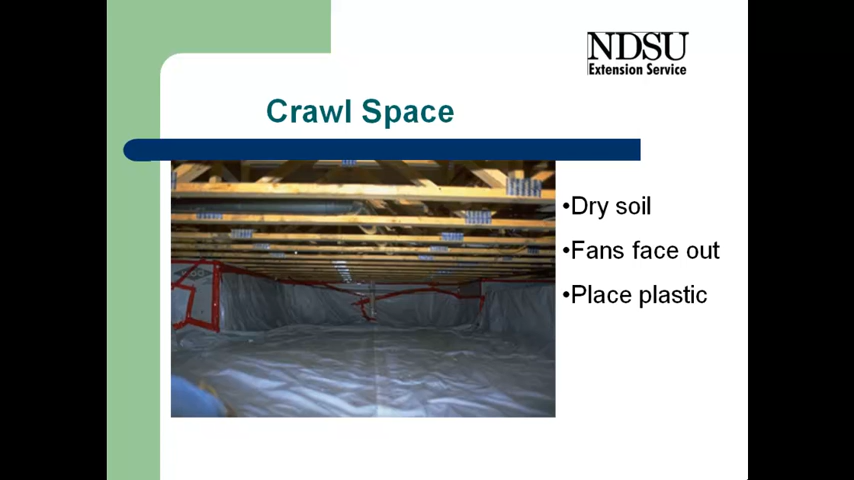 NDSU
Extension Service
Crawl Space
•Dry soil
•Fans face out
•Place plastic